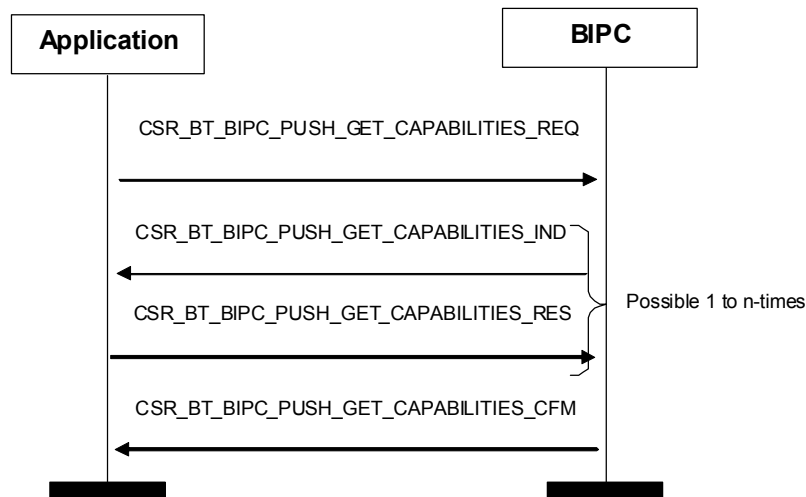 Application
BIPC
CSR_BT_BIPC_PUSH_GET_CAPABILITIES_REQ
CSR_BT_BIPC_PUSH_GET_CAPABILITIES_IND
Possible 1 to n-times
CSR_BT_BIPC_PUSH_GET_CAPABILITIES_RES
CSR_BT_BIPC_PUSH_GET_CAPABILITIES_CFM